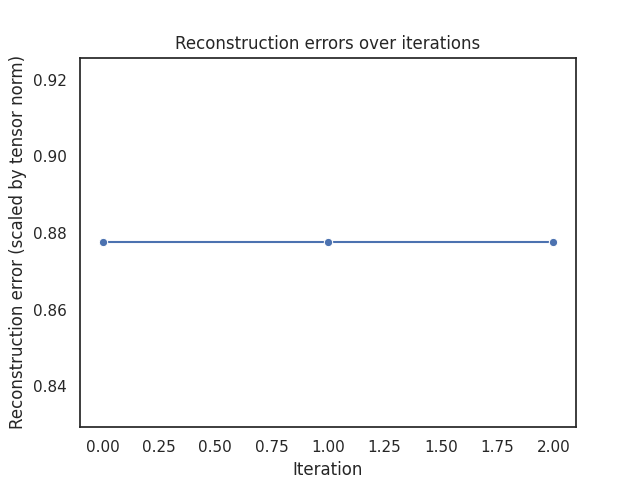 Reconstruction errors over iterations
Reconstruction error (scaled by tensor norm)
0.92
0.90
0.88
0.86
0.84
0.00 0.25 0.50 0.75 1.00 1.25 1.50 1.75 2.00
Iteration